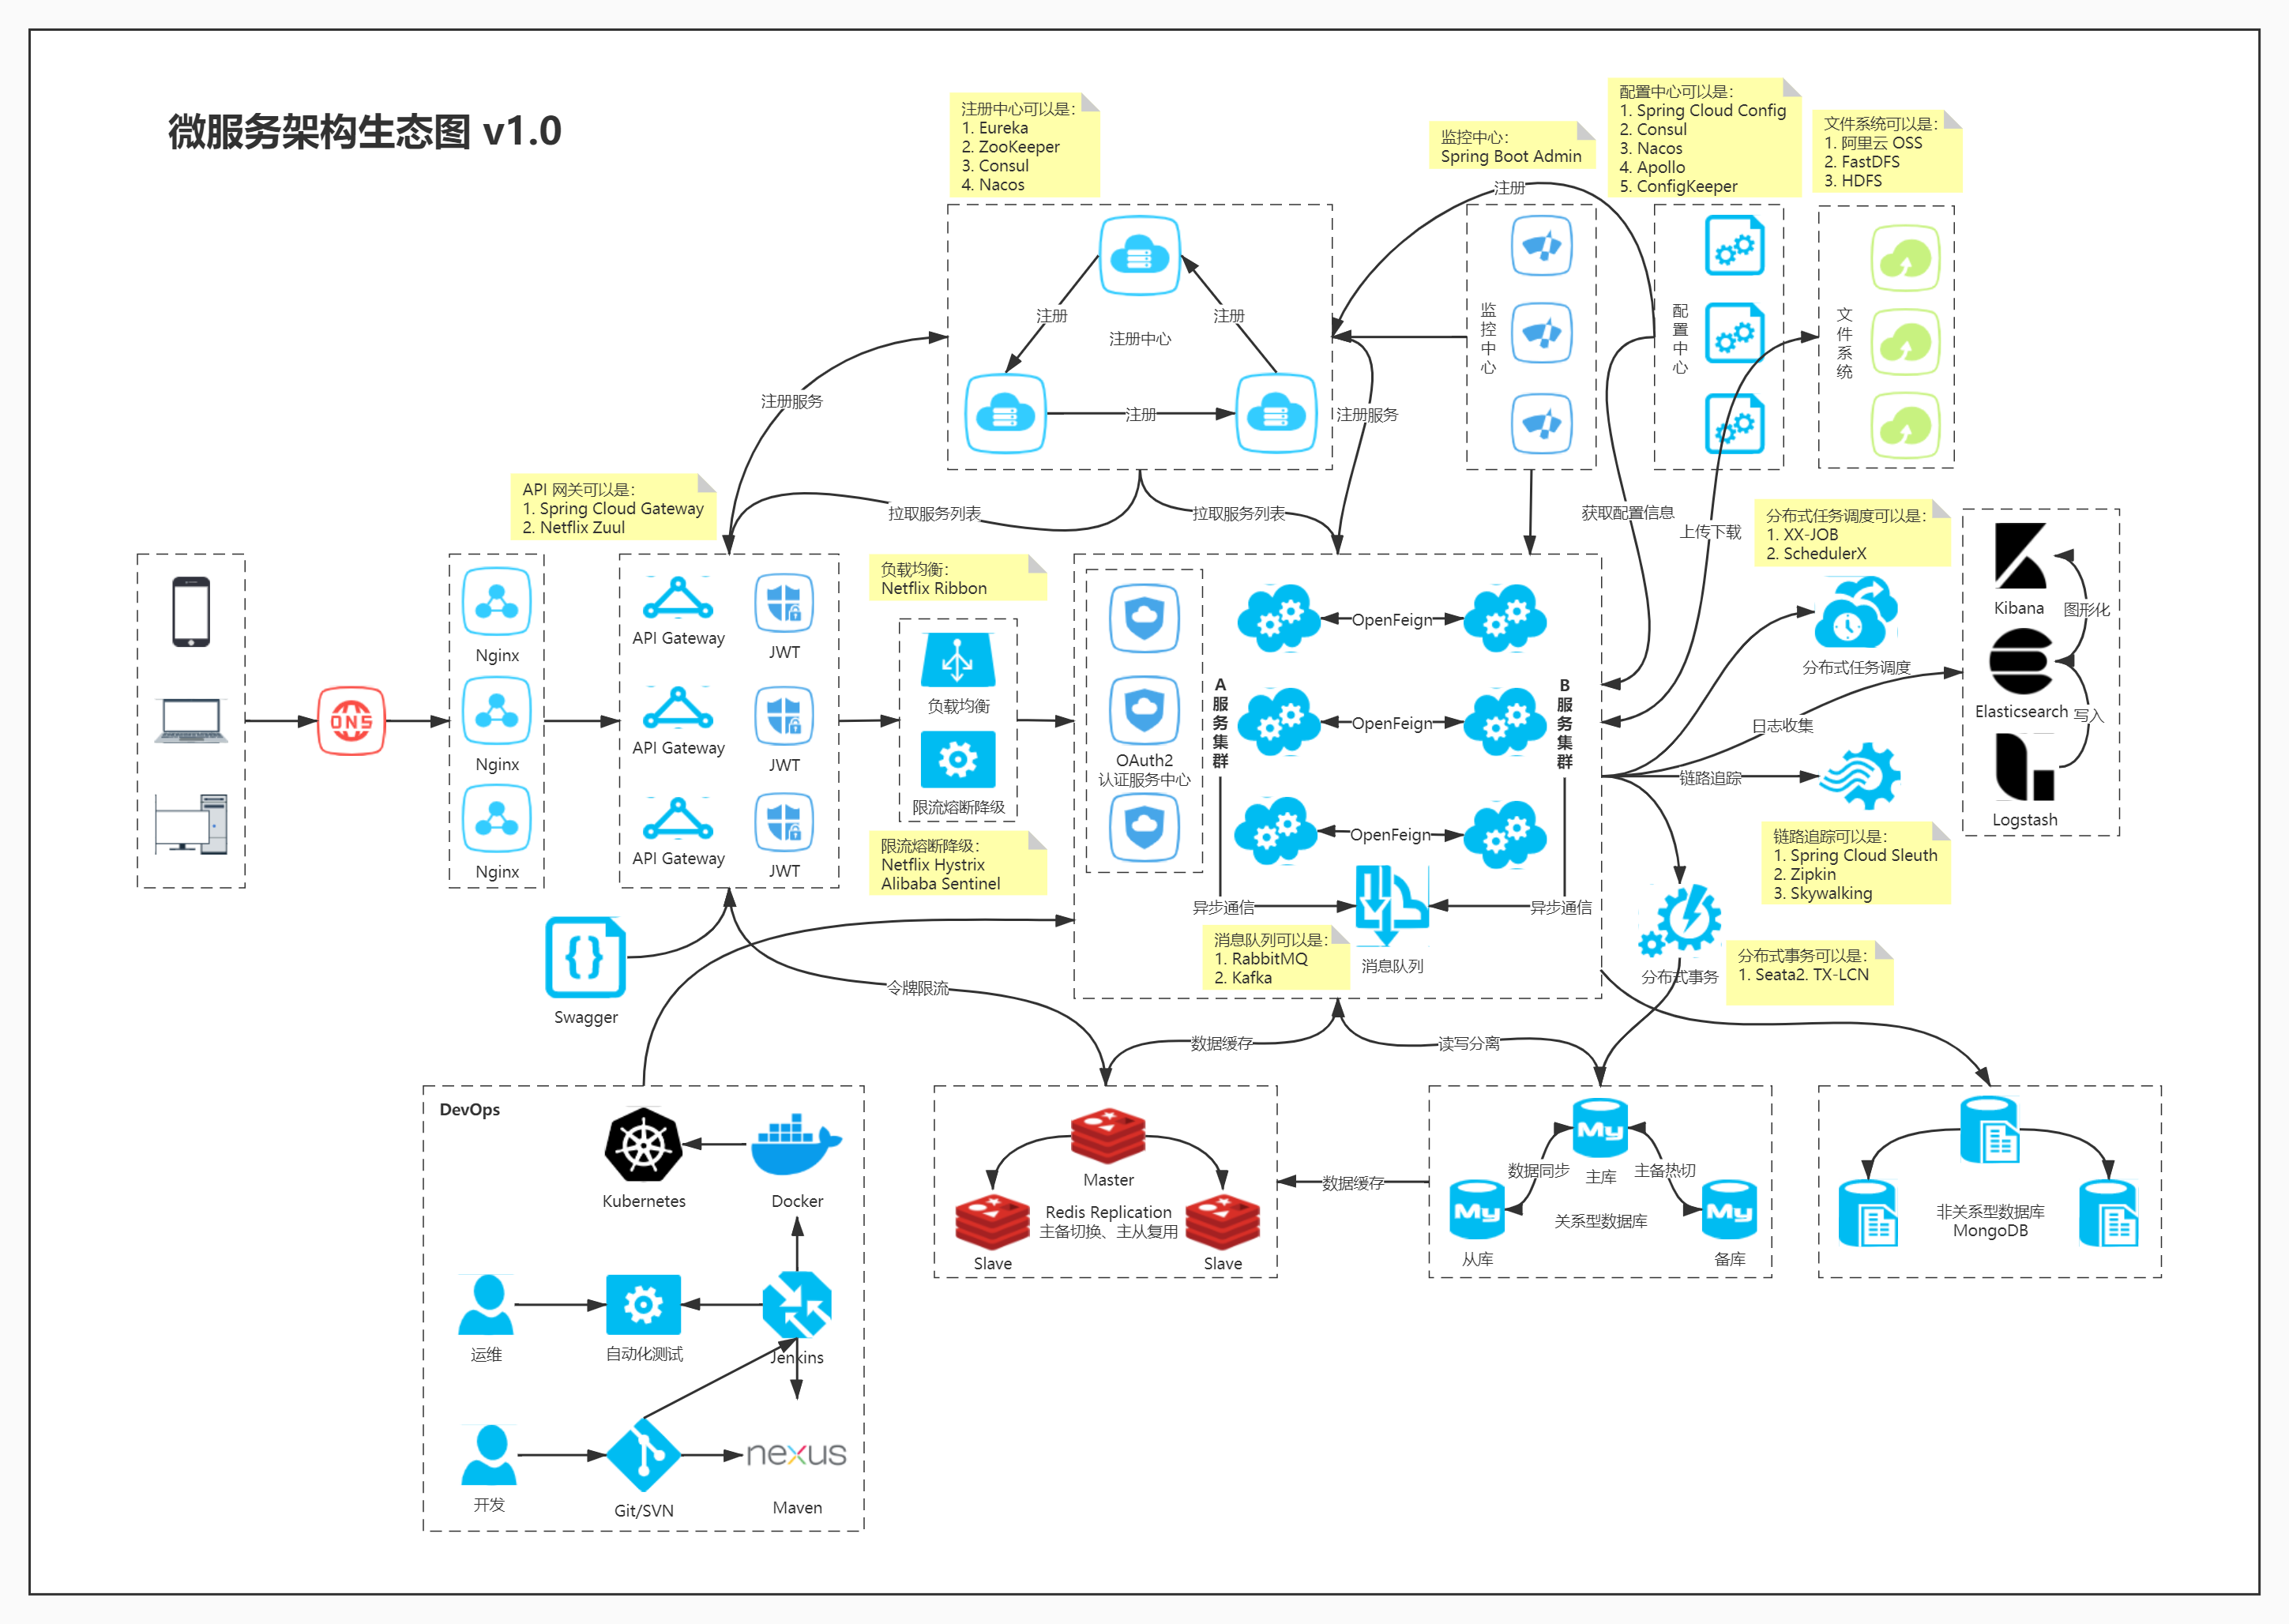 微服务架构生态图 v1.0
注册中心可以是：
1. Eureka
2. ZooKeeper
3. Consul
4. Nacos
监控中心：
Spring Boot Admin
配置中心可以是：
1. Spring Cloud Config
2. Consul
3. Nacos
4. Apollo
5. ConfigKeeper
文件系统可以是：
1. 阿里云 OSS
2. FastDFS
3. HDFS
注册
注册
注册
注册中心
注册
监控中心
配置中心
文件系统
注册服务
注册服务
拉取服务列表
拉取服务列表
获取配置信息
上传下载
API 网关可以是：
1. Spring Cloud Gateway
2. Netflix Zuul
分布式任务调度可以是：
1. XX-JOB
2. SchedulerX
负载均衡：
Netflix Ribbon
DNS
Nginx
Nginx
Nginx
API Gateway
JWT
API Gateway
JWT
API Gateway
JWT
负载均衡
限流熔断降级
限流熔断降级：
Netflix Hystrix
Alibaba Sentinel
OAuth2
认证服务中心
A服务集群
OpenFeign
OpenFeign
OpenFeign
B服务集群
异步通信
异步通信
消息队列
消息队列可以是：
1. RabbitMQ
2. Kafka
分布式任务调度
日志收集
链路追踪
Kibana
图形化
Elasticsearch
写入
Logstash
链路追踪可以是：
1. Spring Cloud Sleuth
2. Zipkin
3. Skywalking
分布式事务
分布式事务可以是：
1. Seata2. TX-LCN
Swagger
令牌限流
数据缓存
读写分离
DevOps
Kubernetes
Docker
运维
自动化测试
Jenkins
开发
Git/SVN
nexus
Maven
Master
Redis Replication
主备切换、主从复用
Slave
Slave
数据缓存
My
数据同步
主库
主备热切
My
My
关系型数据库
从库
备库
非关系型数据库
MongoDB